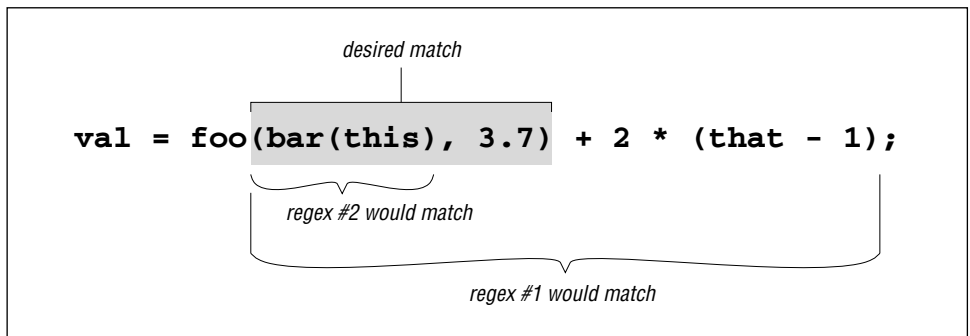 desired match
val = foo(bar(this), 3.7) + 2 * (that - 1);
regex #2 would match
regex #1 would match